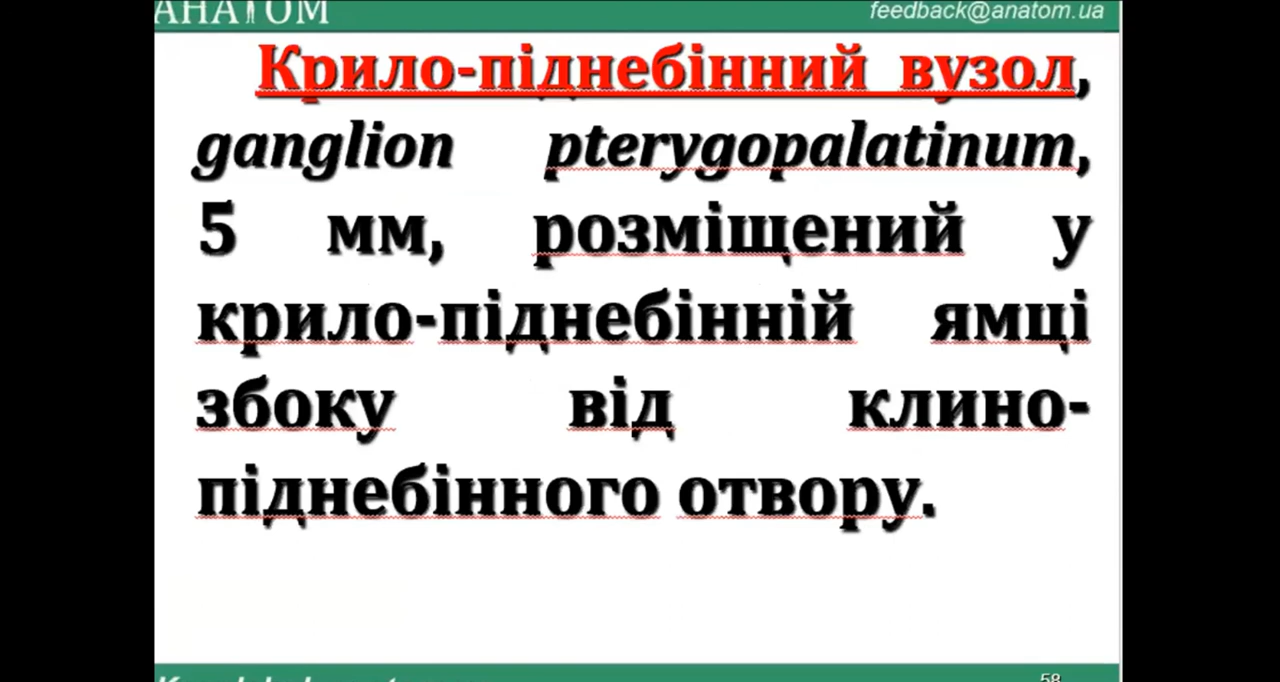 АНАТОМ
feedback@anatom.ua
Крило-піднебінний вузол,
ganglion pterygopalatinum,
5 мм, розміщений у
крило-піднебінній ямці
збоку від клино-
піднебінного отвору.
58